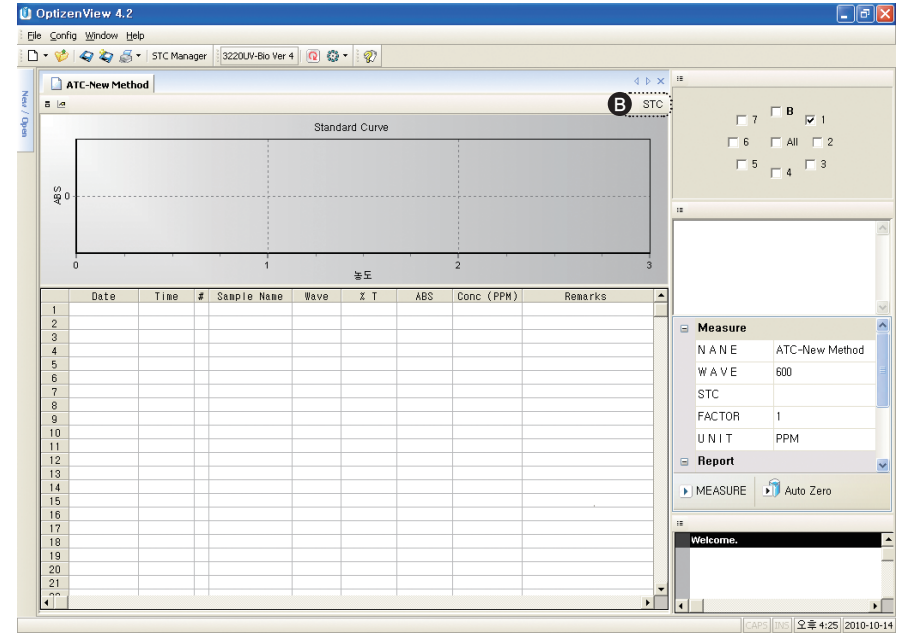 OptizenView 4.2
File Config Window Help
STC Manager 3220UV-Bio Ver 4
New / Open
ATC-New Method
B STC
Standard Curve
ABS
0
0 1 2 3
농도
Date Time # Sample Name Wave % T ABS Conc (PPM) Remarks
1
2
3
4
5
6
7
8
9
10
11
12
13
14
15
16
17
18
19
20
21
B
7 1
6 All 2
5 3
4
Measure
N A N E ATC-New Method
W A V E 600
STC
FACTOR 1
U N I T PPM
Report
MEASURE Auto Zero
Welcome.
CAPS INS 오후 4:25 2010-10-14